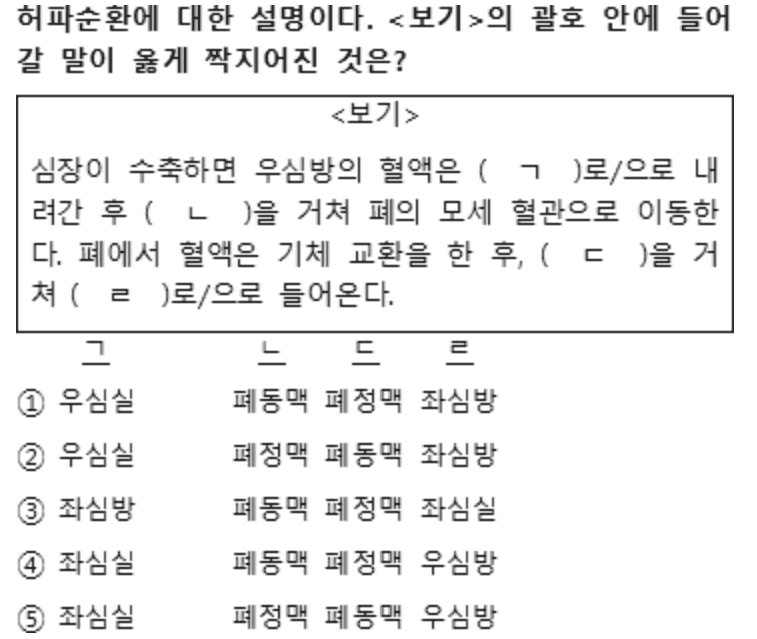 허파순환에 대한 설명이다. <보기>의 괄호 안에 들어
갈 말이 옳게 짝지어진 것은?
<보기>
심장이 수축하면 우심방의 혈액은 ( ㄱ )로/으로 내
려간 후 ( ㄴ )을 거쳐 폐의 모세 혈관으로 이동한
다. 폐에서 혈액은 기체 교환을 한 후, ( ㄷ )을 거
쳐 ( ㄹ )로/으로 들어온다.
ㄱ ㄴ ㄷ ㄹ
① 우심실 폐동맥 폐정맥 좌심방
② 우심실 폐정맥 폐동맥 좌심방
③ 좌심방 폐동맥 폐정맥 좌심실
④ 좌심실 폐동맥 폐정맥 우심방
⑤ 좌심실 폐정맥 폐동맥 우심방